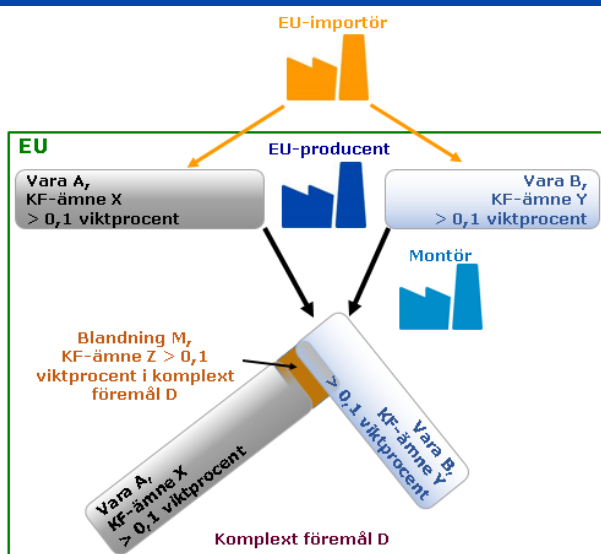 EU-importör
EU
EU-producent
Vara A,
KF-ämne X
> 0,1 viktprocent
Vara B,
KF-ämne Y
> 0,1 viktprocent
Montör
Blandning M,
KF-ämne Z > 0,1
viktprocent i komplext
föremål D
Vara A,
KF-ämne X
> 0,1 viktprocent
Vara B,
KF-ämne Y
> 0,1 viktprocent
Komplext föremål D